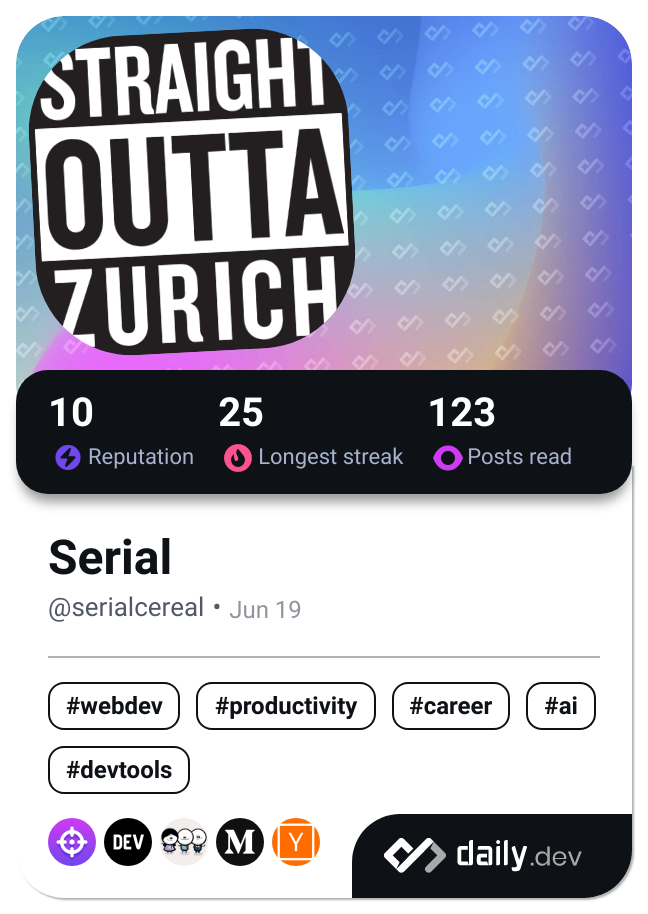 STRAIGHT
OUTTA
ZURICH
10 25 123
Reputation Longest streak Posts read
Serial
@serialcereal • Jun 19
#webdev #productivity #career #ai
#devtools
DEV M Y
daily.dev